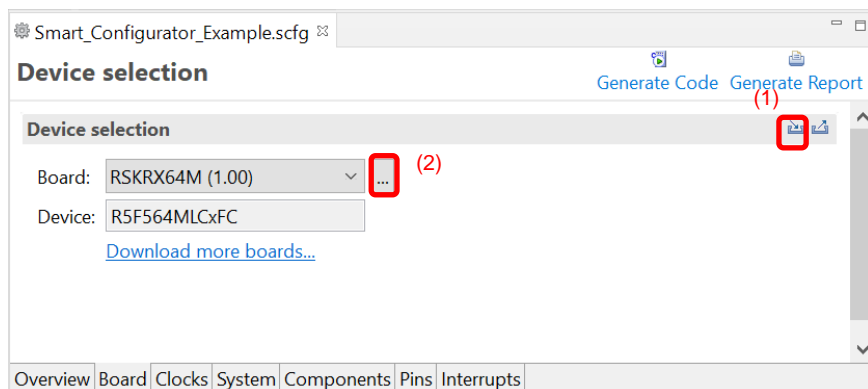 Smart_Configurator_Example.scfg
Device selection
Generate Code Generate Report
(1)
Device selection
Board: RSKRX64M (1.00) ... (2)
Device: R5F564MLCxFC
Download more boards...
Overview Board Clocks System Components Pins Interrupts